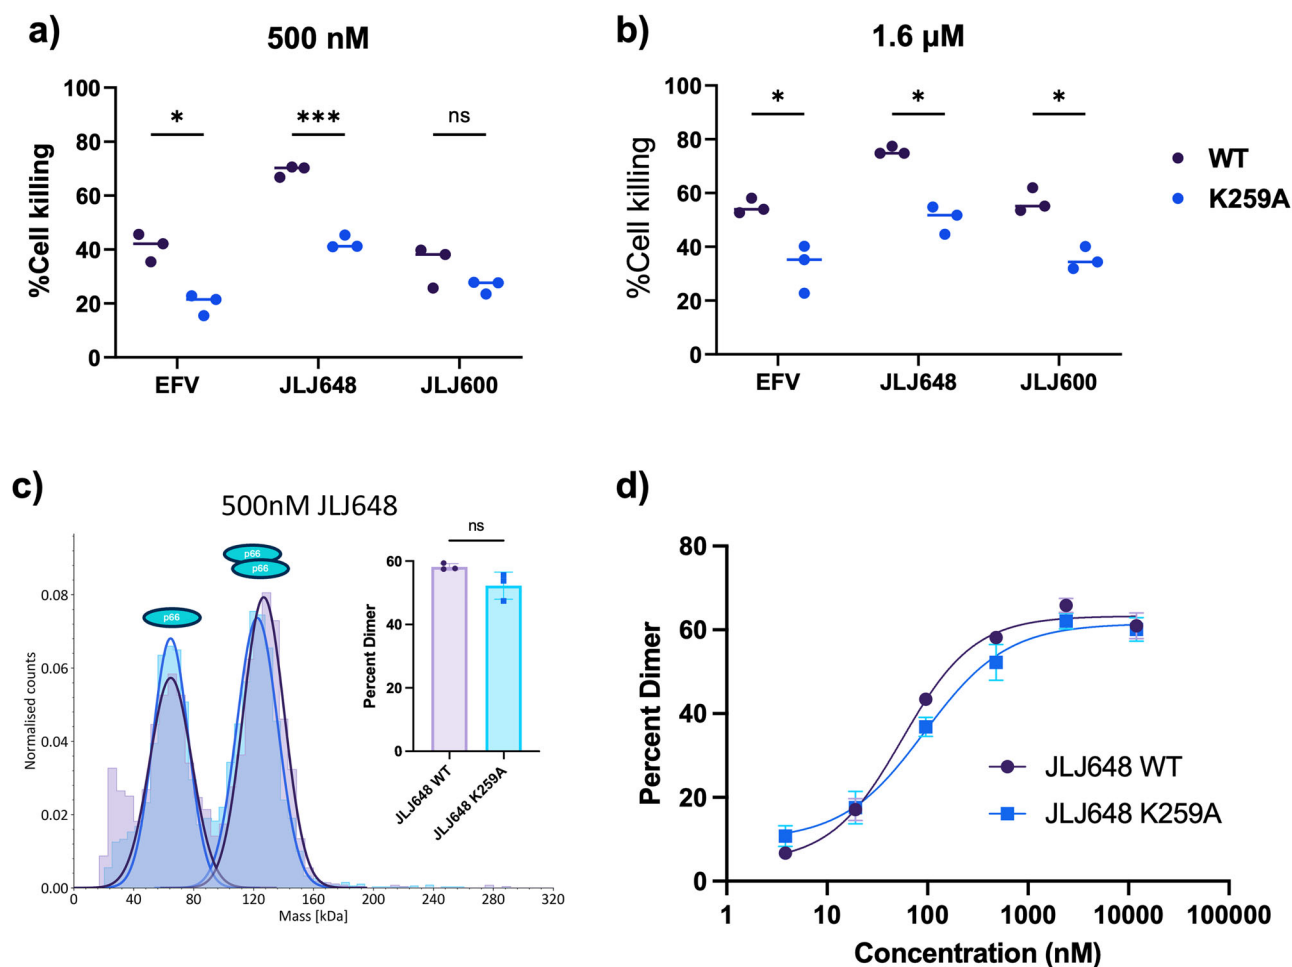 a)
500 nM
%Cell killing
100
80
60
40
20
0
*
***
ns
EFV
JLJ648
JLJ600
b)
1.6 µM
%Cell killing
100
80
60
40
20
0
*
*
*
EFV
JLJ648
JLJ600
WT
K259A
c)
500nM JLJ648
Normalised counts
0.08
0.06
0.04
0.02
0.00
p66
p66
p66
0
40
80
120
160
200
240
280
320
Mass [kDa]
ns
Percent Dimer
60
40
20
0
JLJ648 WT
JLJ648 K259A
d)
Percent Dimer
80
60
40
20
0
JLJ648 WT
JLJ648 K259A
1
10
100
1000
10000
100000
Concentration (nM)